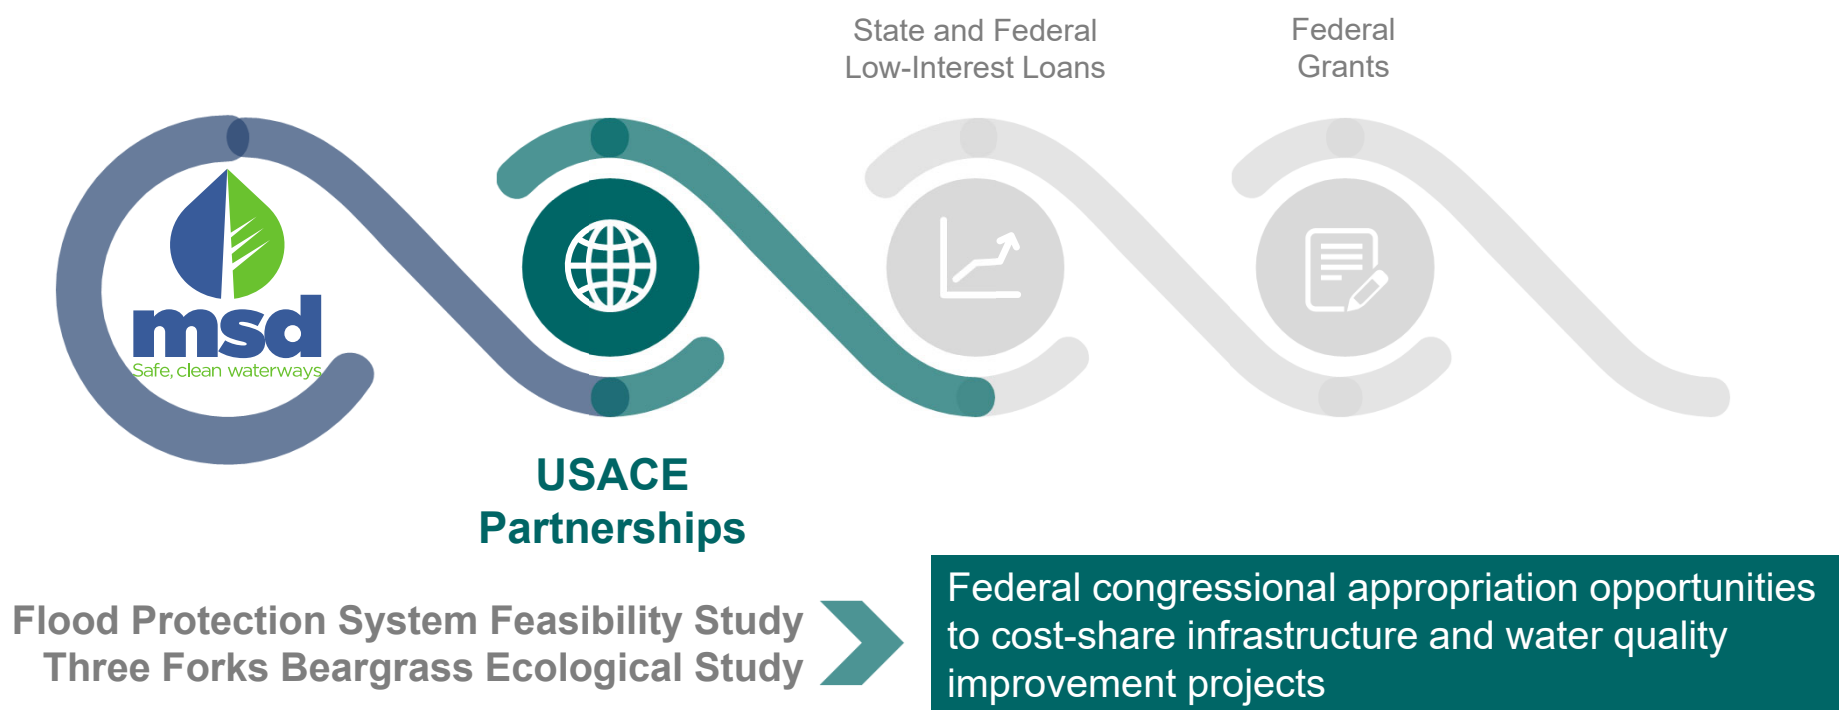 State and Federal
Low-Interest Loans
Federal
Grants
msd
Safe, clean waterways
USACE
Partnerships
Flood Protection System Feasibility Study
Three Forks Beargrass Ecological Study
Federal congressional appropriation opportunities
to cost-share infrastructure and water quality
improvement projects